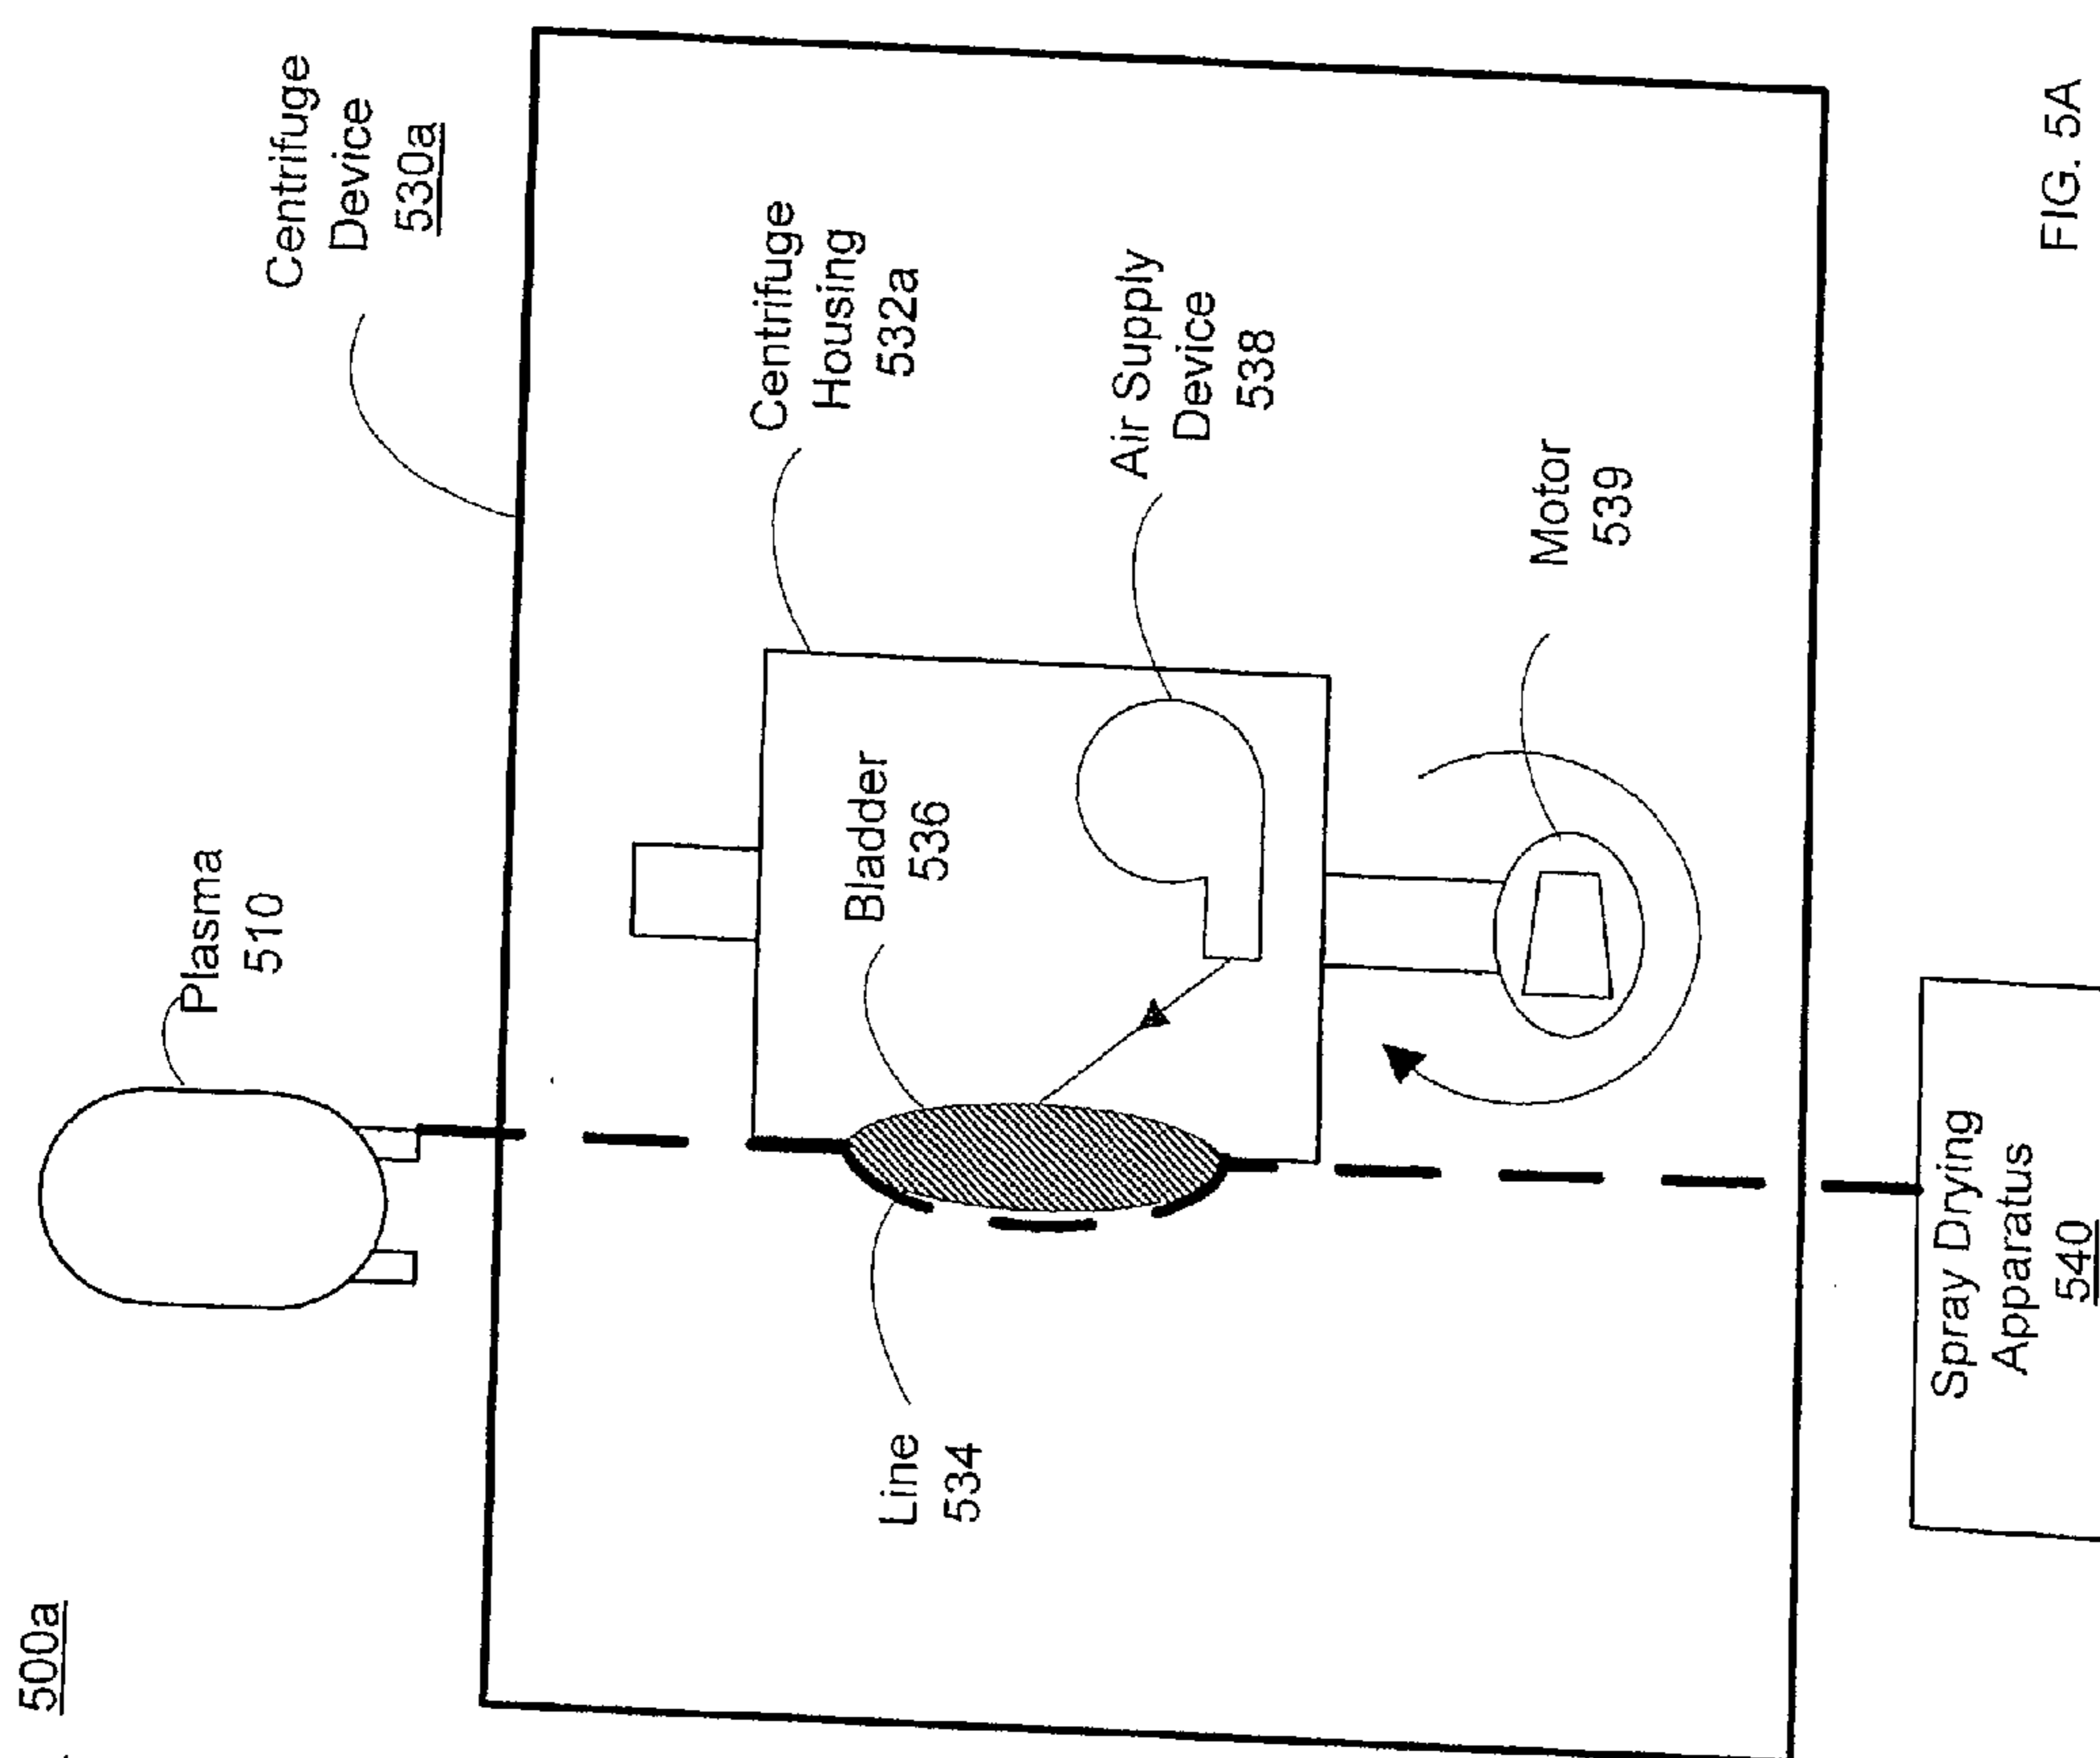 500a
Plasma
510
Centrifuge
Device
530a
Centrifuge
Housing
532a
Bladder
536
Air Supply
Device
538
Line
534
Motor
539
Spray Drying
Apparatus
540
FIG. 5A